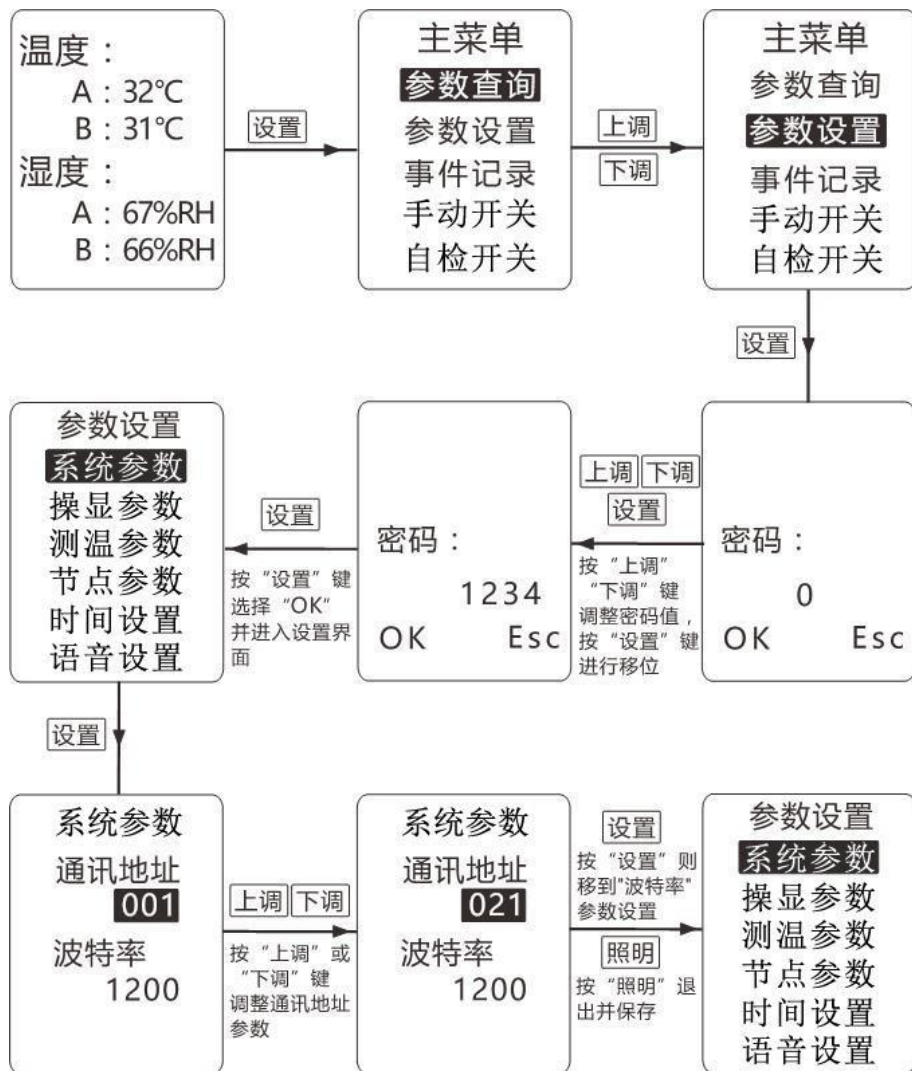 温度：
A：32℃
B：31℃
湿度：
A：67%RH
B：66%RH
设置
主菜单
参数查询
参数设置
事件记录
手动开关
自检开关
上调
下调
主菜单
参数查询
参数设置
事件记录
手动开关
自检开关
设置
密码：
0
OK Esc
上调 下调
设置
按“上调”
“下调”键
调整密码值，
按“设置”键
进行移位
密码：
1234
OK Esc
设置
按“设置”键
选择“OK”
并进入设置界
面
参数设置
系统参数
操显参数
测温参数
节点参数
时间设置
语音设置
设置
系统参数
通讯地址
001
波特率
1200
上调 下调
按“上调”或
“下调”键
调整通讯地址
参数
系统参数
通讯地址
021
波特率
1200
设置
按“设置”则
移到"波特率"
参数设置
照明
按“照明”退
出并保存
参数设置
系统参数
操显参数
测温参数
节点参数
时间设置
语音设置